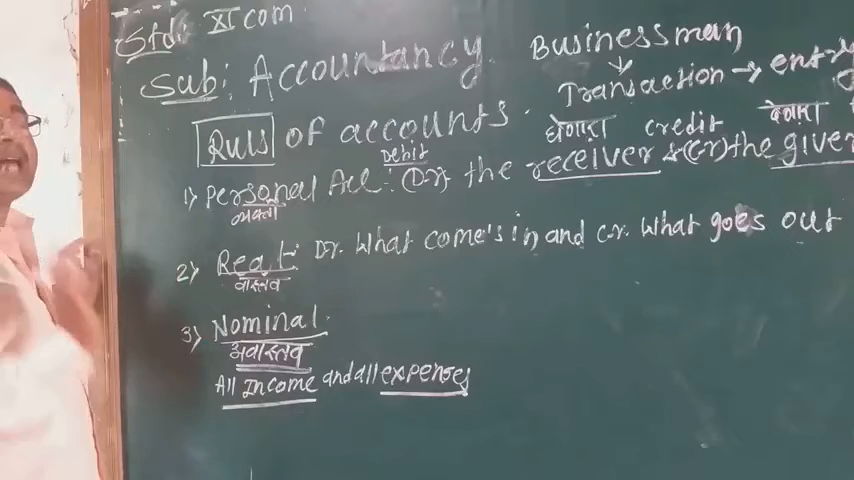 Std: XI com
Sub: Accountancy.
Businessman
Transaction → entry
Ruls of accounts.
घेणारा credit देणारा
Debit
1) Personal A/c: (Dr) the receiver & (Cr) the giver
व्यक्ती
2) Real: Dr. What come's in and Cr. What goes out
वास्तव
3) Nominal.
अवास्तव
All Income and all expenses